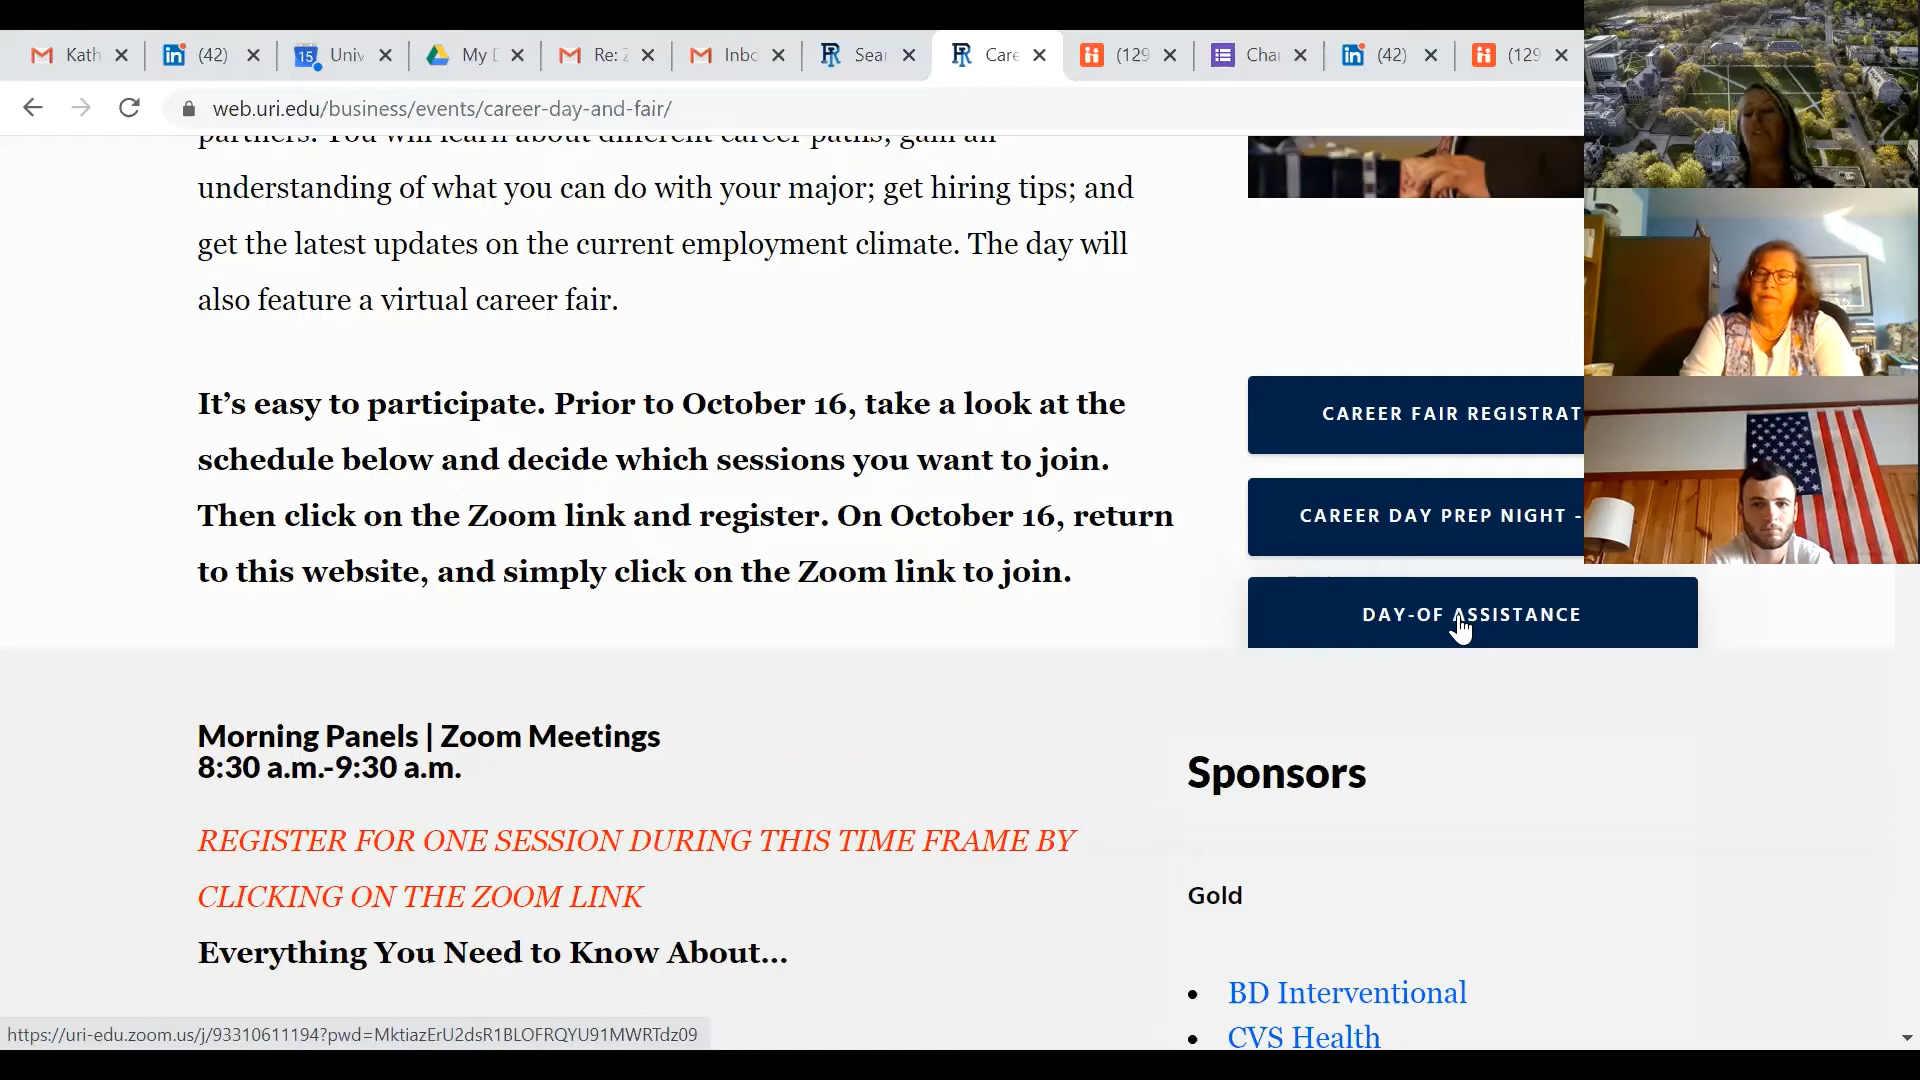 Kath
(42)
15
Univ
My D
Re: 2
Inbo
Sear
Care
(129
Char
(42)
(129
web.uri.edu/business/events/career-day-and-fair/
partners. You will learn about different career paths; gain an
understanding of what you can do with your major; get hiring tips; and
get the latest updates on the current employment climate. The day will
also feature a virtual career fair.
It’s easy to participate. Prior to October 16, take a look at the
schedule below and decide which sessions you want to join.
Then click on the Zoom link and register. On October 16, return
to this website, and simply click on the Zoom link to join.
CAREER FAIR REGISTRAT
CAREER DAY PREP NIGHT -
DAY-OF ASSISTANCE
Morning Panels | Zoom Meetings
8:30 a.m.-9:30 a.m.
REGISTER FOR ONE SESSION DURING THIS TIME FRAME BY
CLICKING ON THE ZOOM LINK
Everything You Need to Know About...
Sponsors
Gold
• BD Interventional
• CVS Health
https://uri-edu.zoom.us/j/93310611194?pwd=MktiazErU2dsR1BLOFRQYU91MWRTdz09